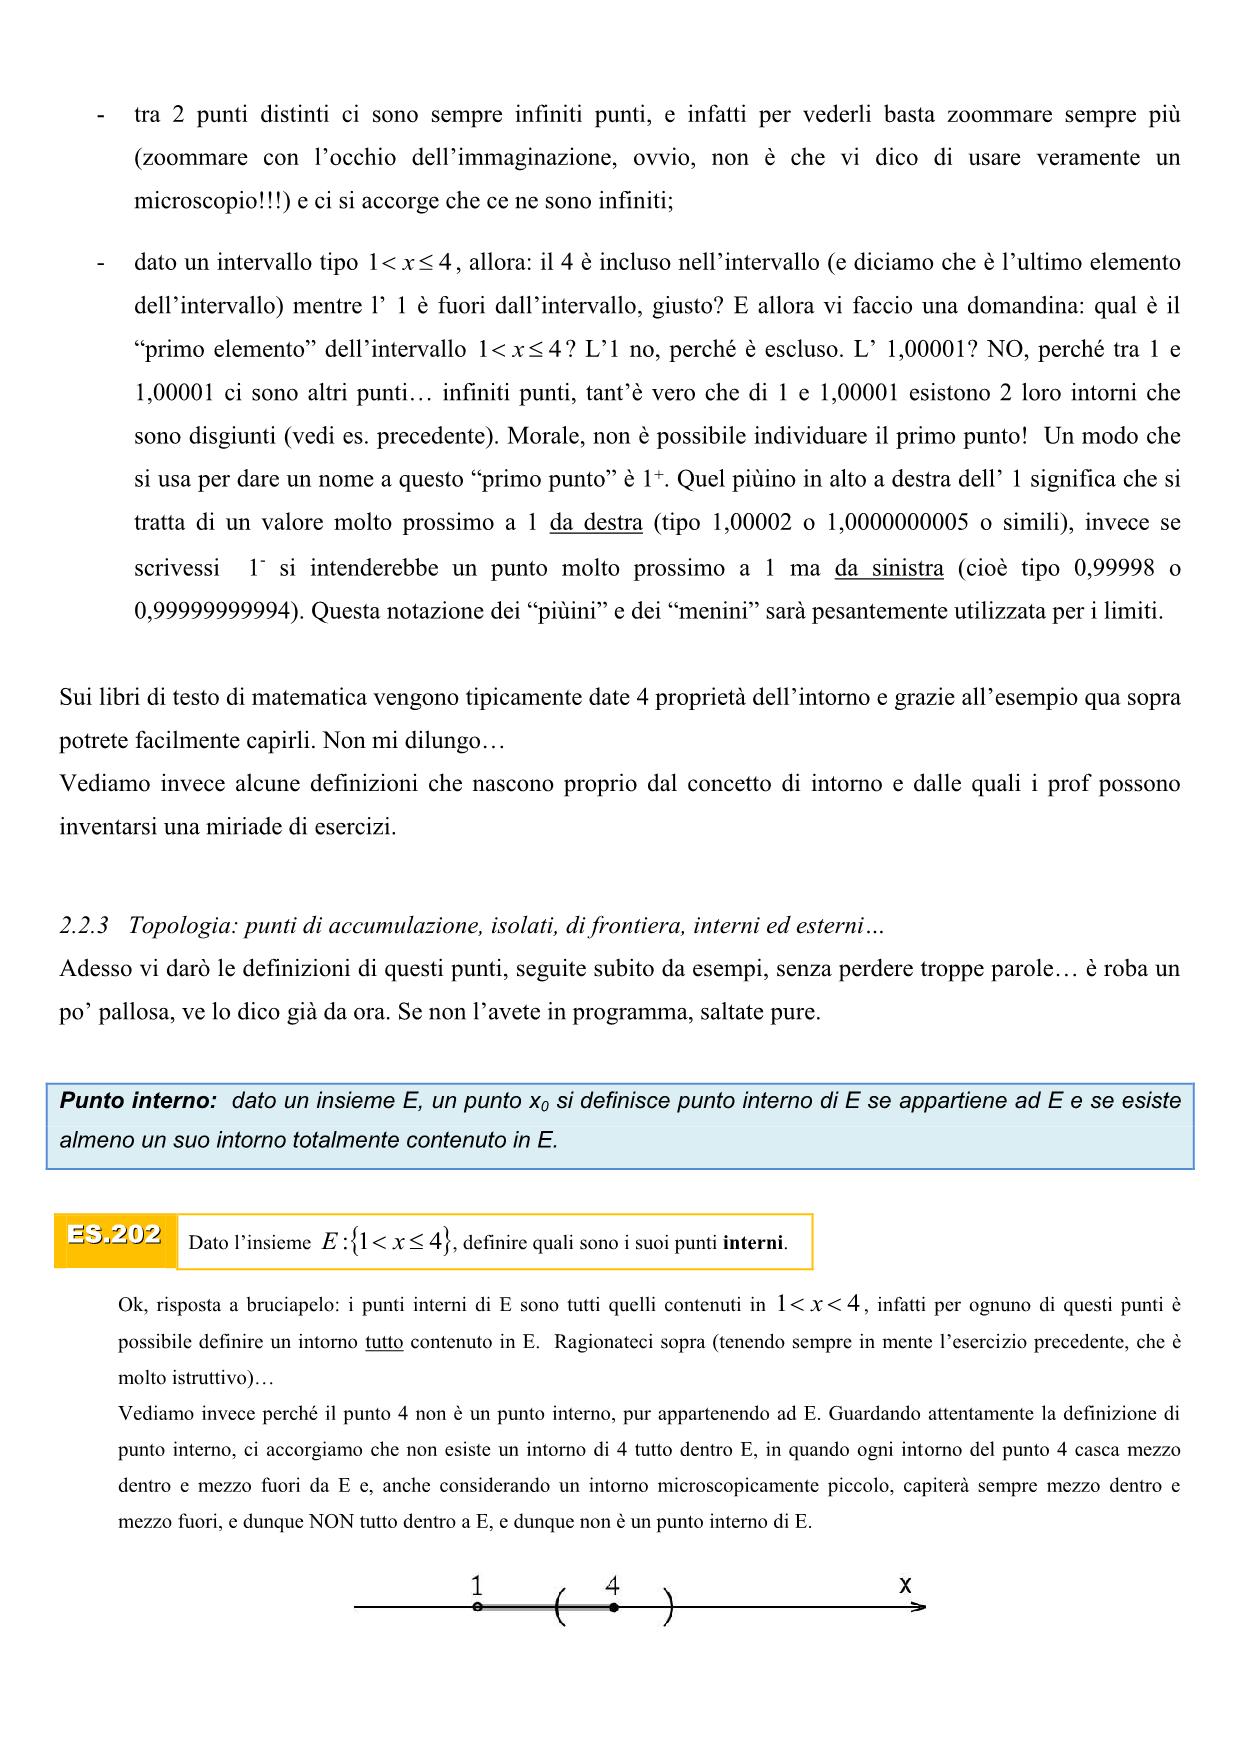 - tra 2 punti distinti ci sono sempre infiniti punti, e infatti per vederli basta zoommare sempre più
(zoommare con l’occhio dell’immaginazione, ovvio, non è che vi dico di usare veramente un
microscopio!!!) e ci si accorge che ce ne sono infiniti;
- dato un intervallo tipo 1 < x ≤ 4 , allora: il 4 è incluso nell’intervallo (e diciamo che è l’ultimo elemento
dell’intervallo) mentre l’ 1 è fuori dall’intervallo, giusto? E allora vi faccio una domandina: qual è il
“primo elemento” dell’intervallo 1 < x ≤ 4 ? L’1 no, perché è escluso. L’ 1,00001? NO, perché tra 1 e
1,00001 ci sono altri punti… infiniti punti, tant’è vero che di 1 e 1,00001 esistono 2 loro intorni che
sono disgiunti (vedi es. precedente). Morale, non è possibile individuare il primo punto! Un modo che
si usa per dare un nome a questo “primo punto” è 1⁺. Quel piùino in alto a destra dell’ 1 significa che si
tratta di un valore molto prossimo a 1 da destra (tipo 1,00002 o 1,0000000005 o simili), invece se
scrivessi 1⁻ si intenderebbe un punto molto prossimo a 1 ma da sinistra (cioè tipo 0,99998 o
0,99999999994). Questa notazione dei “piùini” e dei “menini” sarà pesantemente utilizzata per i limiti.
Sui libri di testo di matematica vengono tipicamente date 4 proprietà dell’intorno e grazie all’esempio qua sopra
potrete facilmente capirli. Non mi dilungo…
Vediamo invece alcune definizioni che nascono proprio dal concetto di intorno e dalle quali i prof possono
inventarsi una miriade di esercizi.
2.2.3 Topologia: punti di accumulazione, isolati, di frontiera, interni ed esterni…
Adesso vi darò le definizioni di questi punti, seguite subito da esempi, senza perdere troppe parole… è roba un
po’ pallosa, ve lo dico già da ora. Se non l’avete in programma, saltate pure.
Punto interno: dato un insieme E, un punto x₀ si definisce punto interno di E se appartiene ad E e se esiste
almeno un suo intorno totalmente contenuto in E.
ES.202 Dato l’insieme E :{1 < x ≤ 4}, definire quali sono i suoi punti interni.
Ok, risposta a bruciapelo: i punti interni di E sono tutti quelli contenuti in 1 < x < 4 , infatti per ognuno di questi punti è
possibile definire un intorno tutto contenuto in E. Ragionateci sopra (tenendo sempre in mente l’esercizio precedente, che è
molto istruttivo)…
Vediamo invece perché il punto 4 non è un punto interno, pur appartenendo ad E. Guardando attentamente la definizione di
punto interno, ci accorgiamo che non esiste un intorno di 4 tutto dentro E, in quando ogni intorno del punto 4 casca mezzo
dentro e mezzo fuori da E e, anche considerando un intorno microscopicamente piccolo, capiterà sempre mezzo dentro e
mezzo fuori, e dunque NON tutto dentro a E, e dunque non è un punto interno di E.
1 ( 4 ) x